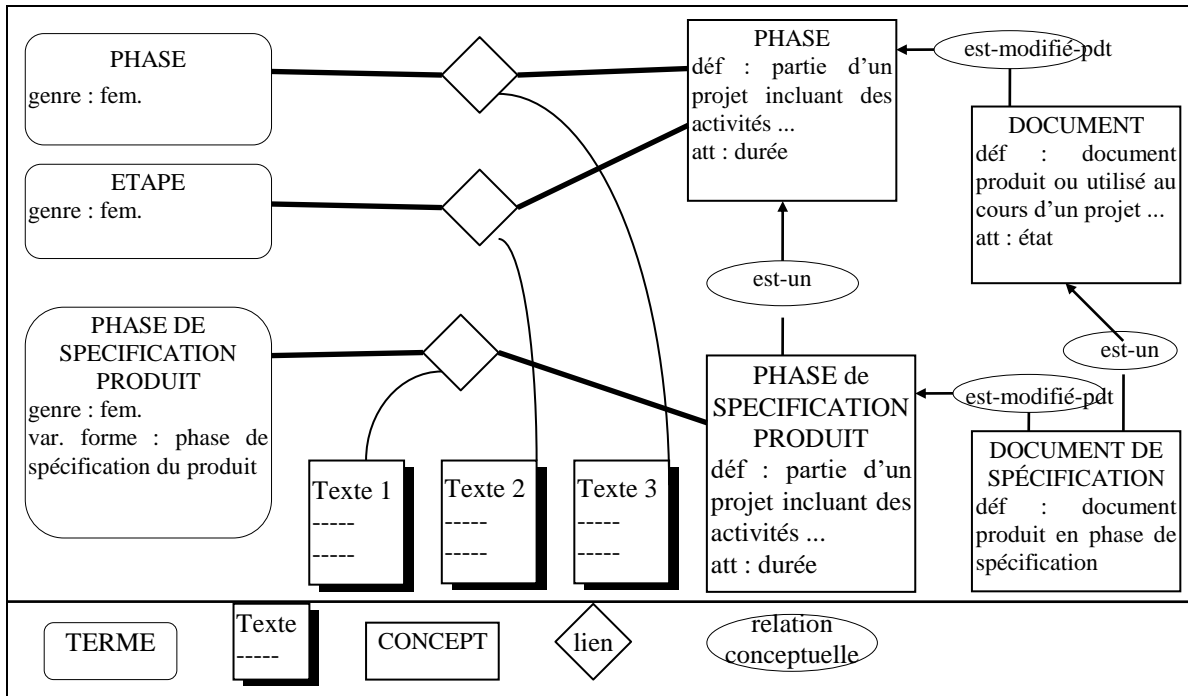 PHASE
genre : fem.
ETAPE
genre : fem.
PHASE DE
SPECIFICATION
PRODUIT
genre : fem.
var. forme : phase de
spécification du produit
Texte 1
-----
-----
Texte 2
-----
-----
Texte 3
-----
-----
PHASE
déf : partie d’un
projet incluant des
activités ...
att : durée
est-modifié-pdt
DOCUMENT
déf : document
produit ou utilisé au
cours d’un projet ...
att : état
est-un
est-un
PHASE de
SPECIFICATION
PRODUIT
déf : partie d’un
projet incluant des
activités ...
att : durée
est-modifié-pdt
DOCUMENT DE
SPÉCIFICATION
déf : document
produit en phase de
spécification
TERME
Texte
-----
CONCEPT
lien
relation
conceptuelle